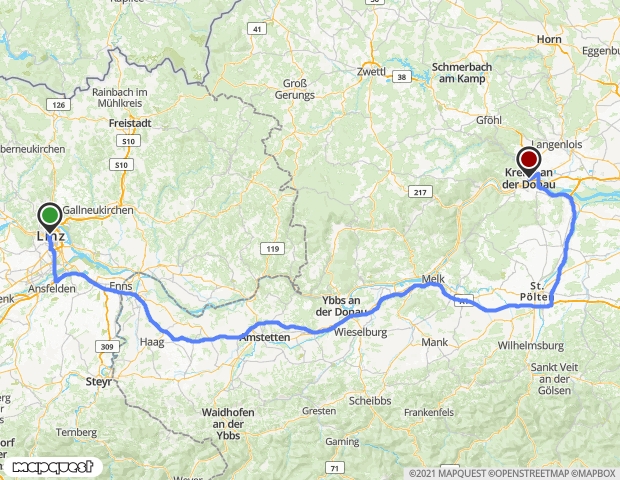 Kaplice
41
Horn
Eggenburg
Zwettl
38
Schmerbach
am Kamp
Groß
Gerungs
Rainbach im
Mühlkreis
126
Freistadt
Gföhl
Langenlois
S10
berneukirchen
S10
Krems an
der Donau
217
Gallneukirchen
Linz
119
Melk
St.
Pölten
Ansfelden
Enns
Ybbs an
der Donau
Wieselburg
Haag
Amstetten
Mank
309
Wilhelmsburg
Steyr
Sankt Veit
an der
Gölsen
Scheibbs
Waidhofen
an der
Ybbs
Gresten
Frankenfels
Ternberg
Gaming
71
mapquest
©2021 MAPQUEST ©OPENSTREETMAP ©MAPBOX